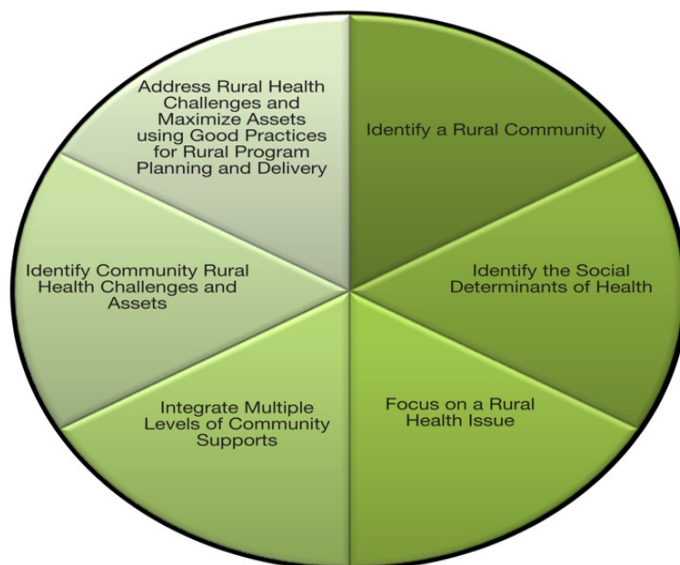 Identify a Rural Community
Identify the Social
Determinants of Health
Focus on a Rural
Health Issue
Integrate Multiple
Levels of Community
Supports
Identify Community Rural
Health Challenges and
Assets
Address Rural Health
Challenges and
Maximize Assets
using Good Practices
for Rural Program
Planning and Delivery